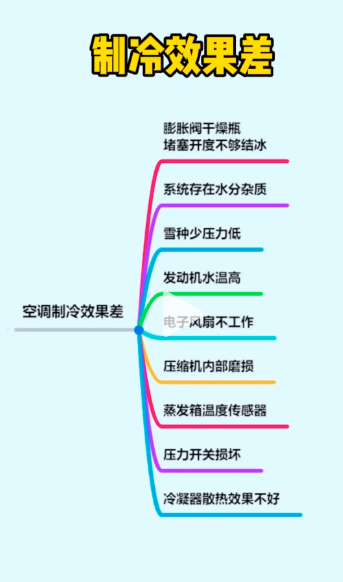 制冷效果差
膨胀阀干燥瓶
堵塞开度不够结冰
系统存在水分杂质
雪种少压力低
发动机水温高
空调制冷效果差
电子风扇不工作
压缩机内部磨损
蒸发箱温度传感器
压力开关损坏
冷凝器散热效果不好